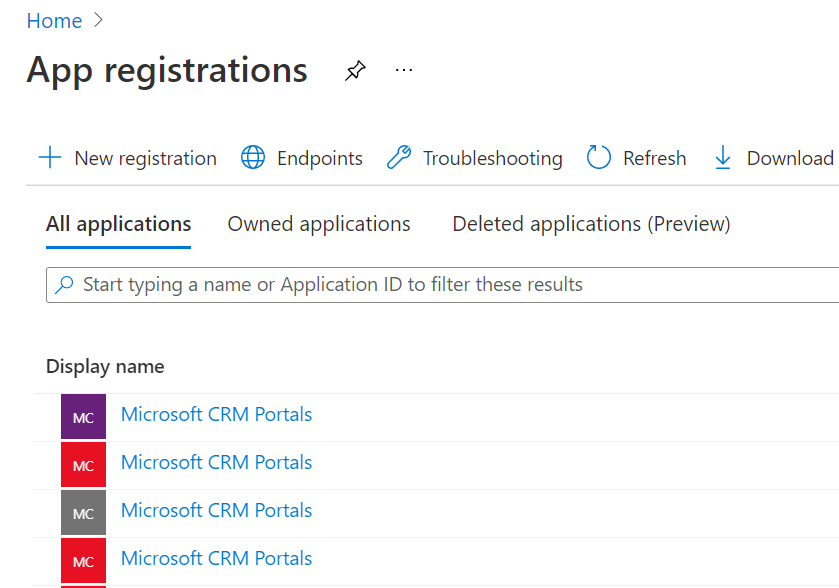 Home
App registrations
New registration Endpoints Troubleshooting Refresh Download
All applications Owned applications Deleted applications (Preview)
Start typing a name or Application ID to filter these results
Display name
MC Microsoft CRM Portals
MC Microsoft CRM Portals
MC Microsoft CRM Portals
MC Microsoft CRM Portals